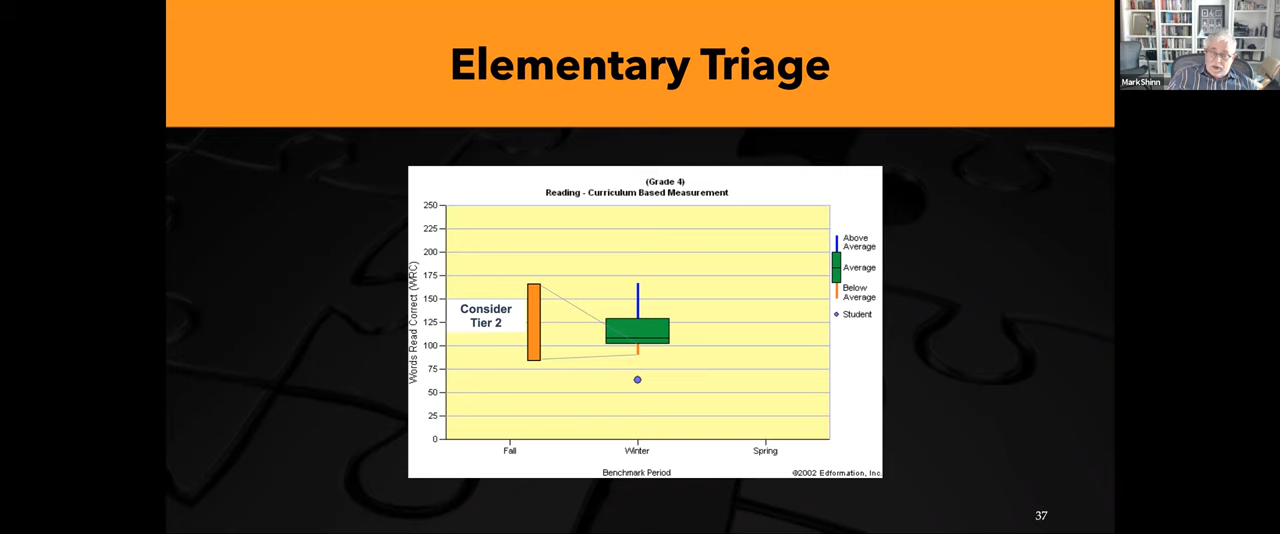 Elementary Triage
Mark Shinn
(Grade 4)
Reading - Curriculum Based Measurement
Words Read Correct (WRC)
250
225
200
175
150
125
100
75
50
25
0
Consider
Tier 2
Above
Average
Average
Below
Average
Student
Fall
Winter
Spring
Benchmark Period
©2002 Edformation, Inc.
37